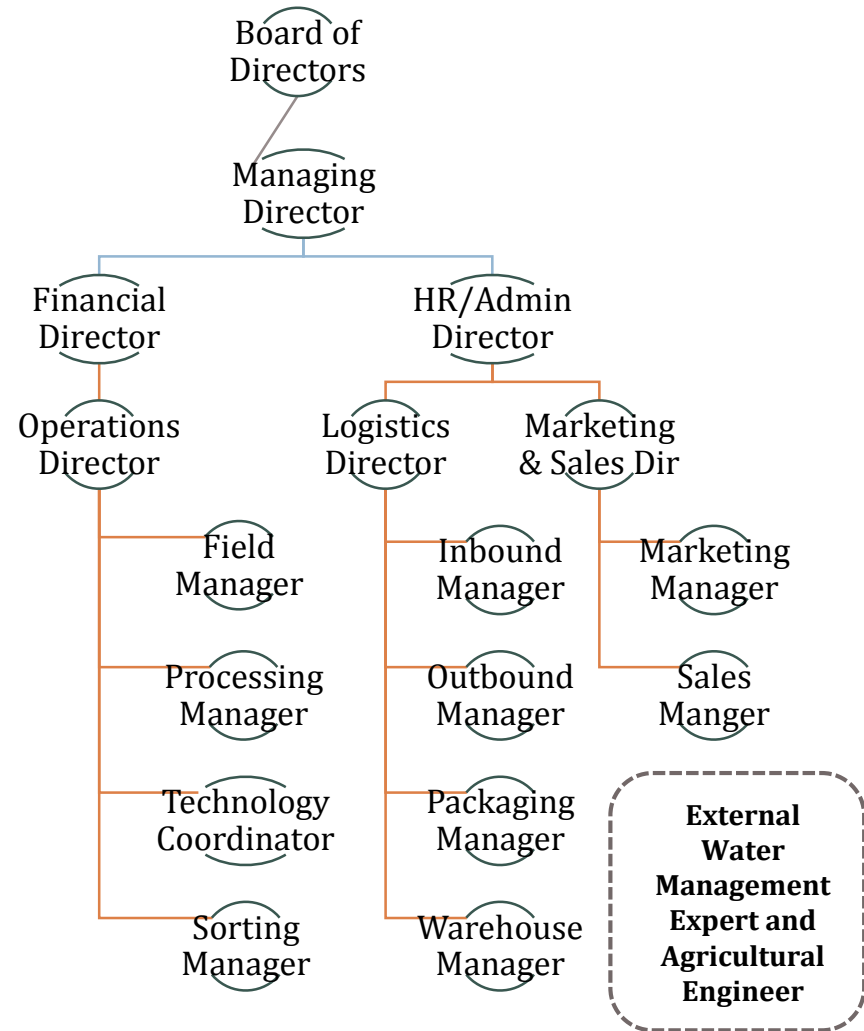 Board of
Directors
Managing
Director
Financial
Director
HR/Admin
Director
Operations
Director
Logistics
Director
Marketing
& Sales Dir
Field
Manager
Inbound
Manager
Marketing
Manager
Processing
Manager
Outbound
Manager
Sales
Manger
Technology
Coordinator
Packaging
Manager
Sorting
Manager
Warehouse
Manager
External
Water
Management
Expert and
Agricultural
Engineer